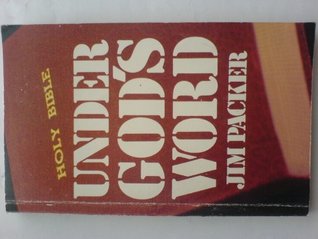 HOLY BIBLE
UNDER
GOD'S
WORD
JIM PACKER